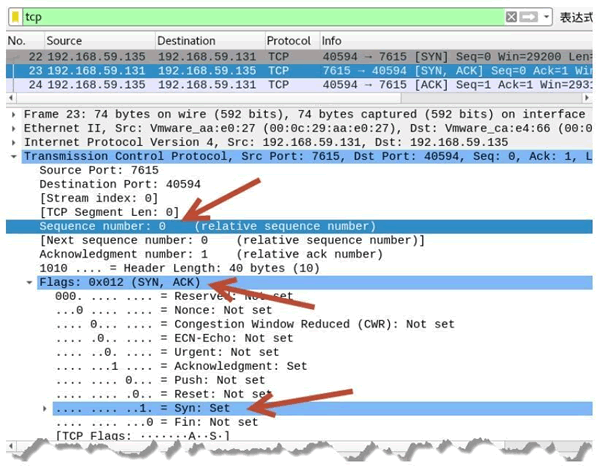 tcp 表达式
No. Source Destination Protocol Info
22 192.168.59.135 192.168.59.131 TCP 40594 → 7615 [SYN] Seq=0 Win=29200 Len=
23 192.168.59.131 192.168.59.135 TCP 7615 → 40594 [SYN, ACK] Seq=0 Ack=1 Win
24 192.168.59.135 192.168.59.131 TCP 40594 → 7615 [ACK] Seq=1 Ack=1 Win=2931
Frame 23: 74 bytes on wire (592 bits), 74 bytes captured (592 bits) on interface
Ethernet II, Src: Vmware_aa:e0:27 (00:0c:29:aa:e0:27), Dst: Vmware_ca:e4:66 (00:0
Internet Protocol Version 4, Src: 192.168.59.131, Dst: 192.168.59.135
Transmission Control Protocol, Src Port: 7615, Dst Port: 40594, Seq: 0, Ack: 1, L
Source Port: 7615
Destination Port: 40594
[Stream index: 0]
[TCP Segment Len: 0]
Sequence number: 0 (relative sequence number)
[Next sequence number: 0 (relative sequence number)]
Acknowledgment number: 1 (relative ack number)
1010 .... = Header Length: 40 bytes (10)
Flags: 0x012 (SYN, ACK)
000. .... .... = Reserved: Not set
...0 .... .... = Nonce: Not set
.... 0... .... = Congestion Window Reduced (CWR): Not set
.... .0.. .... = ECN-Echo: Not set
.... ..0. .... = Urgent: Not set
.... ...1 .... = Acknowledgment: Set
.... .... 0... = Push: Not set
.... .... .0.. = Reset: Not set
.... .... ..1. = Syn: Set
.... .... ...0 = Fin: Not set
[TCP Flags: ·······A··S·]